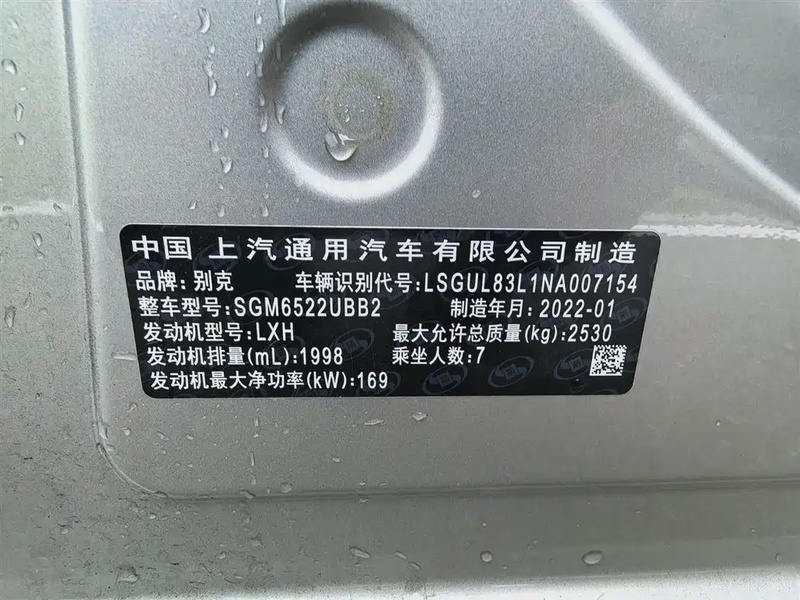 中国 上汽通用汽车有限公司制造
品牌:别克 车辆识别代号:LSGUL83L1NA007154
整车型号:SGM6522UBB2 制造年月:2022-01
发动机型号:LXH 最大允许总质量(kg):2530
发动机排量(mL):1998 乘坐人数:7
发动机最大净功率(kW):169